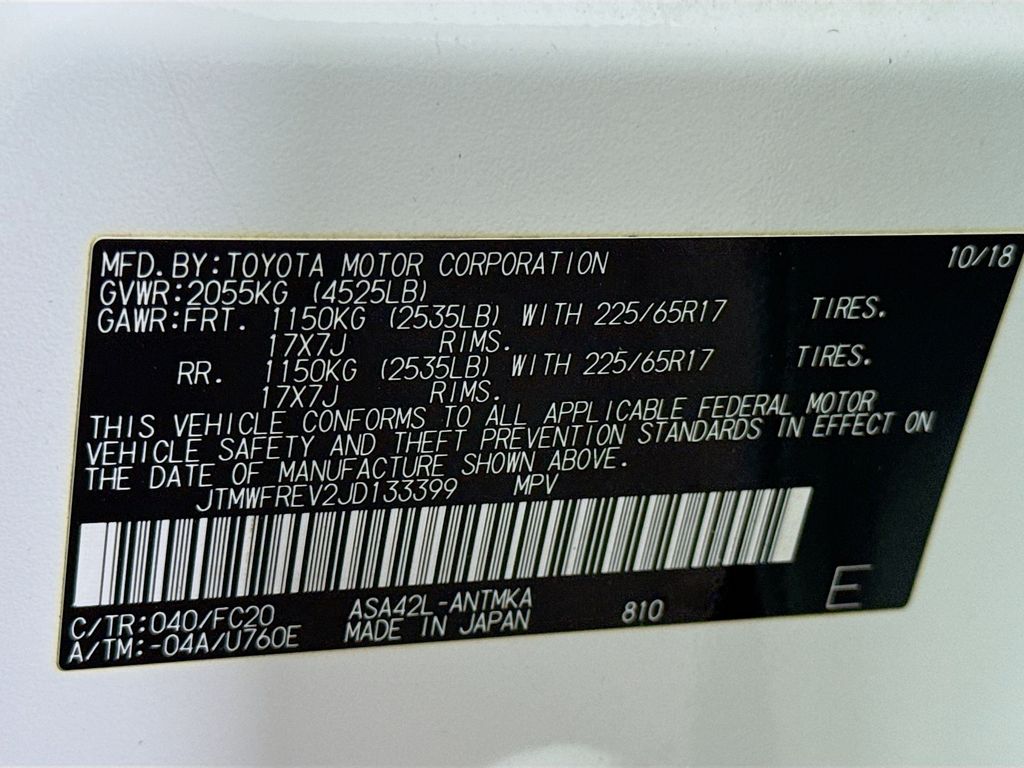 MFD.BY:TOYOTA MOTOR CORPORATION 10/18
GVWR:2055KG (4525LB)
GAWR:FRT. 1150KG (2535LB) WITH 225/65R17 TIRES.
17X7J RIMS.
RR. 1150KG (2535LB) WITH 225/65R17 TIRES.
17X7J RIMS.
THIS VEHICLE CONFORMS TO ALL APPLICABLE FEDERAL MOTOR
VEHICLE SAFETY AND THEFT PREVENTION STANDARDS IN EFFECT ON
THE DATE OF MANUFACTURE SHOWN ABOVE.
JTMWFREV2JD133399 MPV
C/TR:040/FC20 ASA42L-ANTMKA 810 E
A/TM:-04A/U760E MADE IN JAPAN